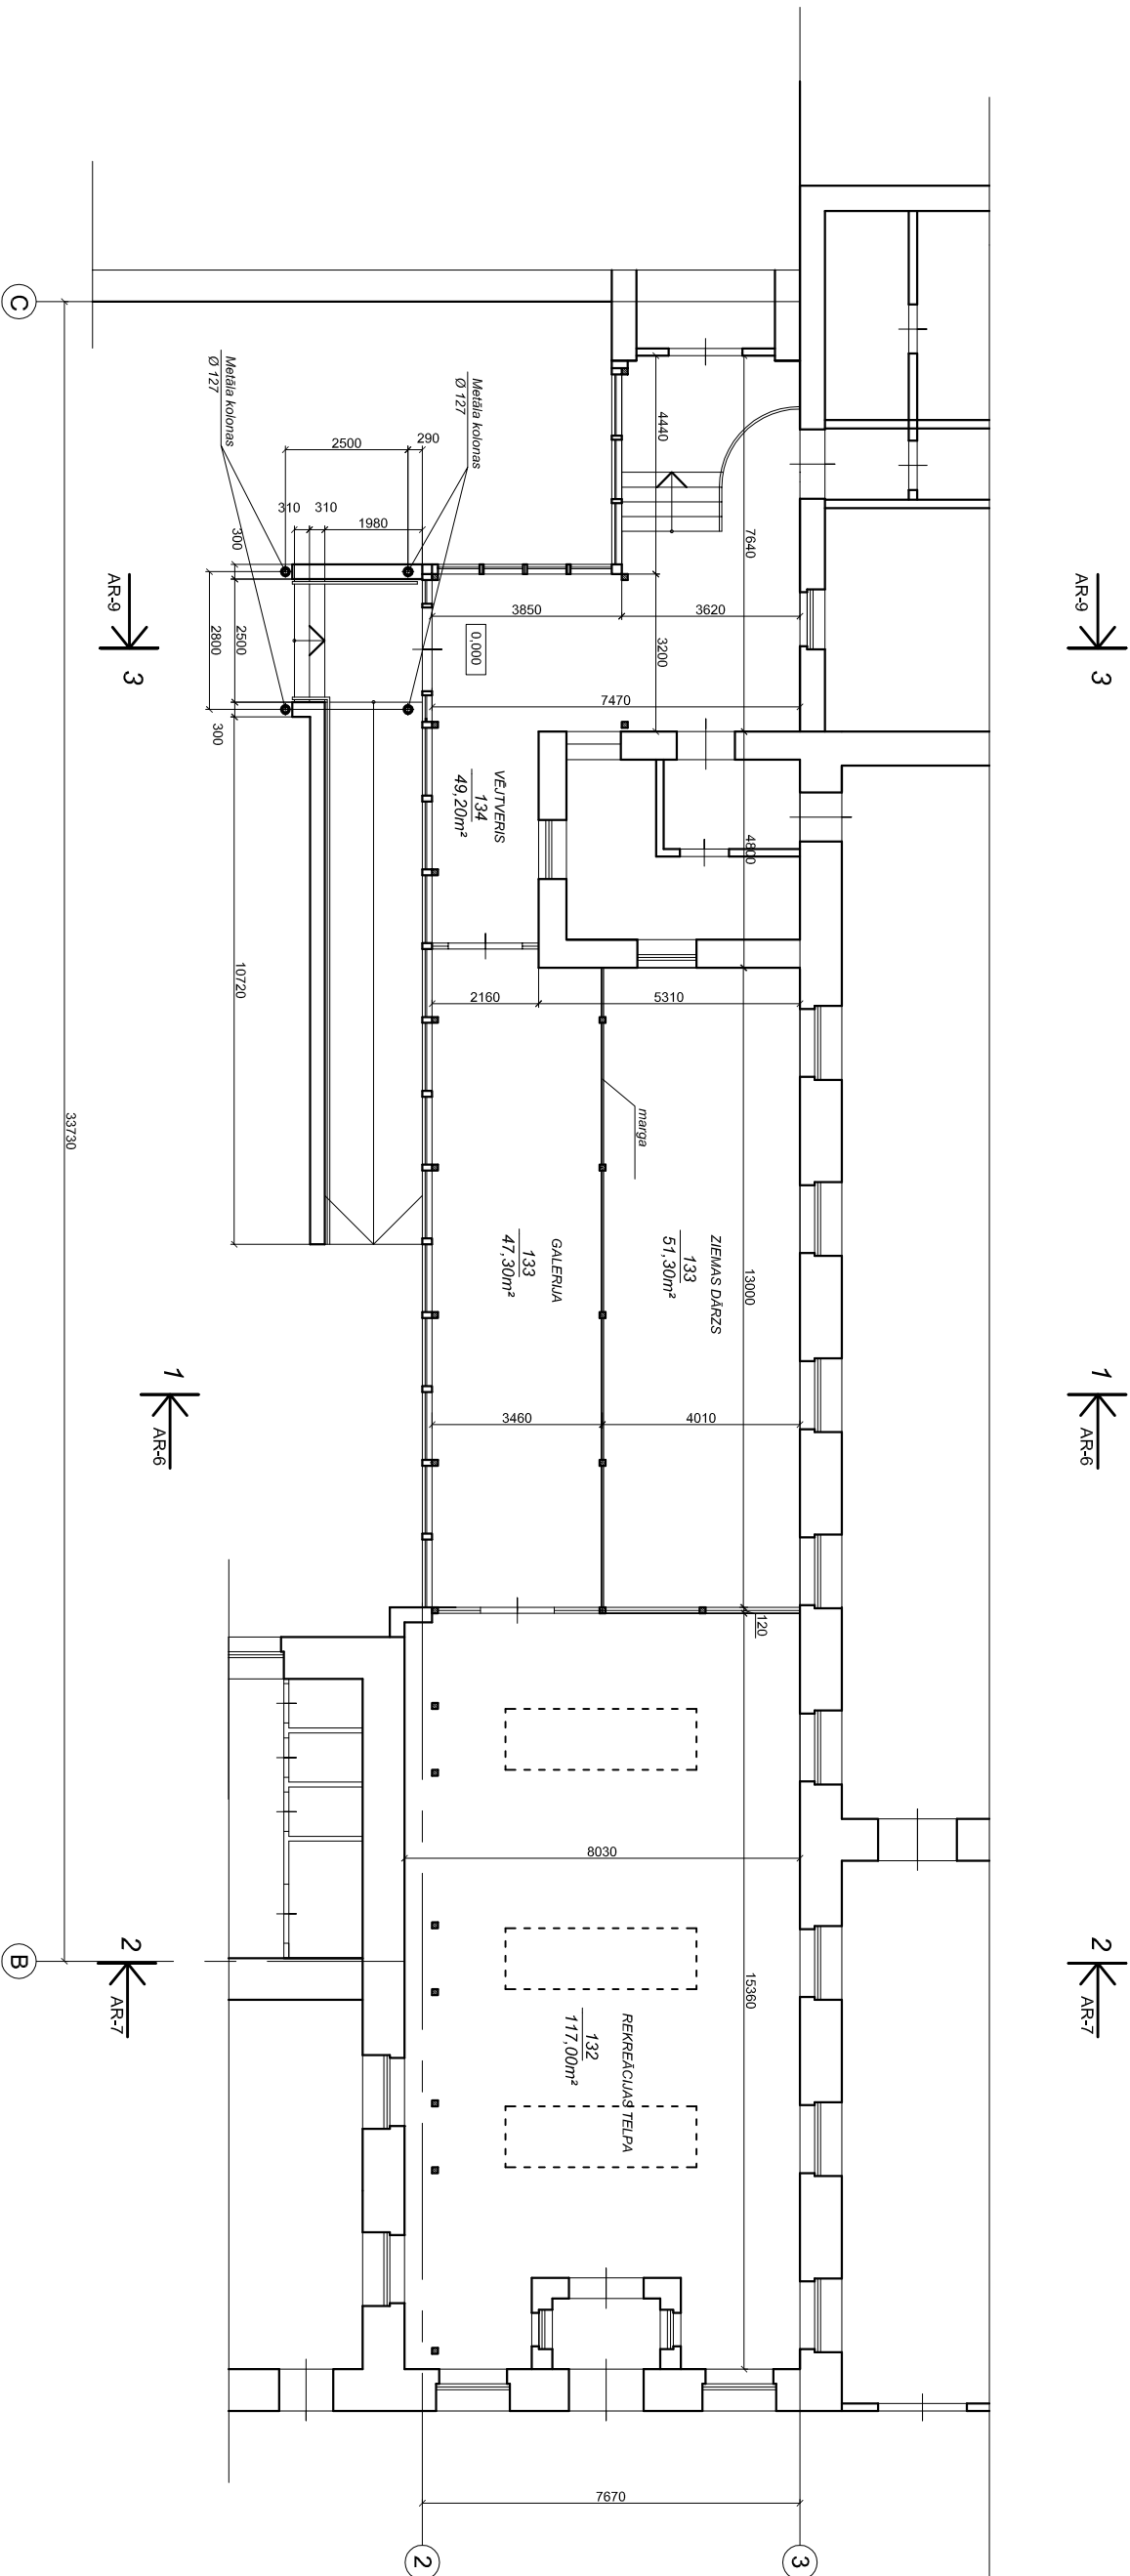 AR-9
3
1
AR-6
2
AR-7
Metāla kolonas
Ø 127
Metāla kolonas
Ø 127
4440
7640
2500
290
310
310
1980
300
3850
3620
0,000
3200
2500
2800
7470
300
AR-9
3
VĒJTVERIS
134
49,20m²
4800
10720
2160
5310
marga
33730
GALERIJA
133
47,30m²
ZIEMAS DĀRZS
133
51,30m²
13000
3460
4010
1
AR-6
120
8030
15360
REKREĀCIJAS TELPA
132
117,00m²
2
AR-7
7670
C
B
2
3